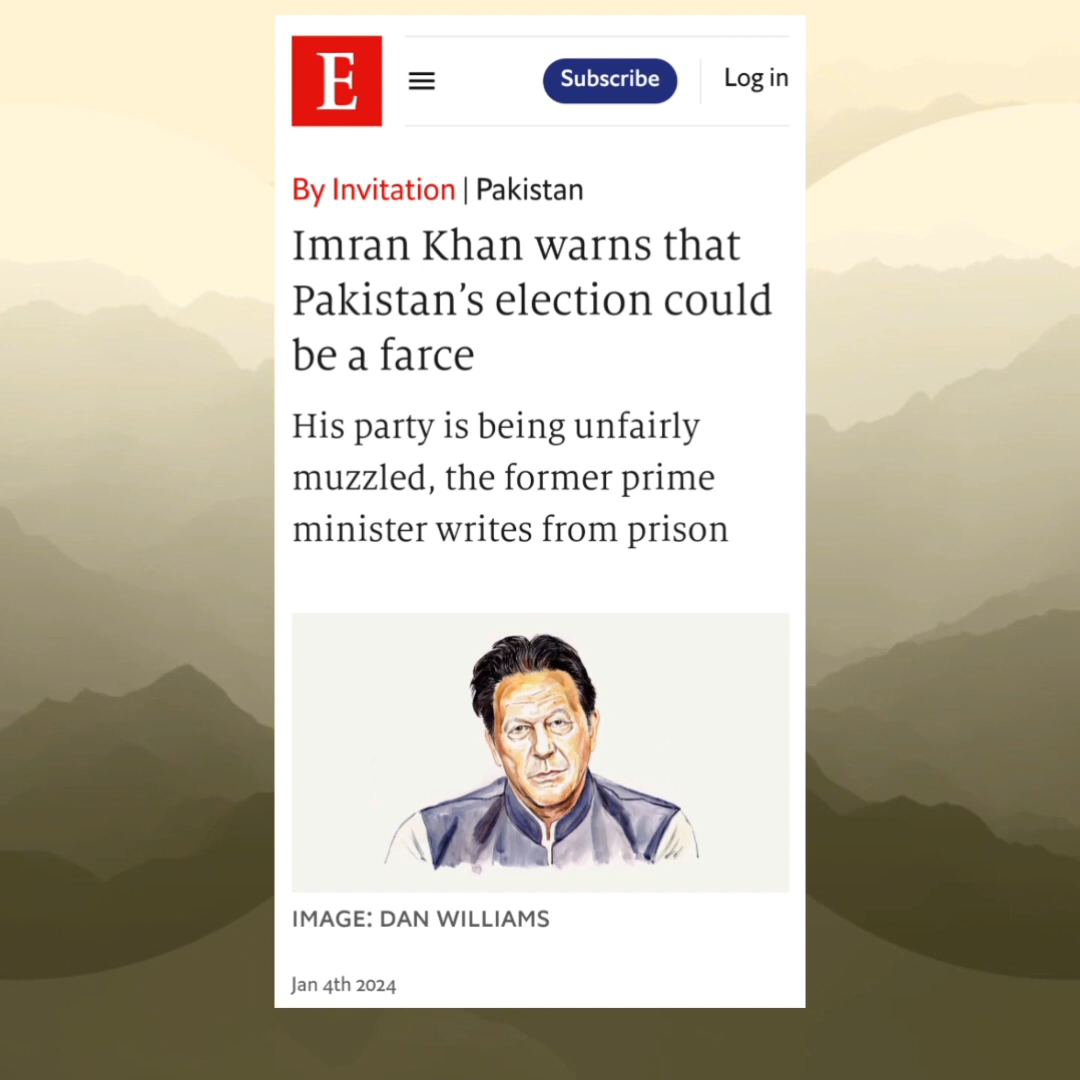 E
Subscribe
Log in
By Invitation | Pakistan
Imran Khan warns that
Pakistan’s election could
be a farce
His party is being unfairly
muzzled, the former prime
minister writes from prison
IMAGE: DAN WILLIAMS
Jan 4th 2024